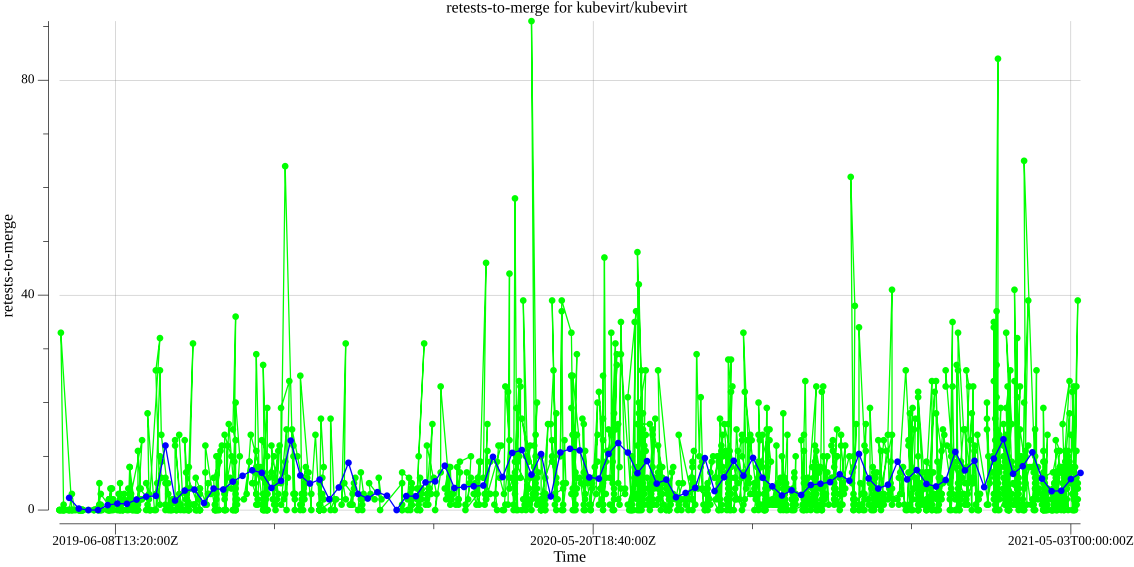 retests-to-merge for kubevirt/kubevirt
80
40
0
retests-to-merge
2019-06-08T13:20:00Z
2020-05-20T18:40:00Z
2021-05-03T00:00:00Z
Time